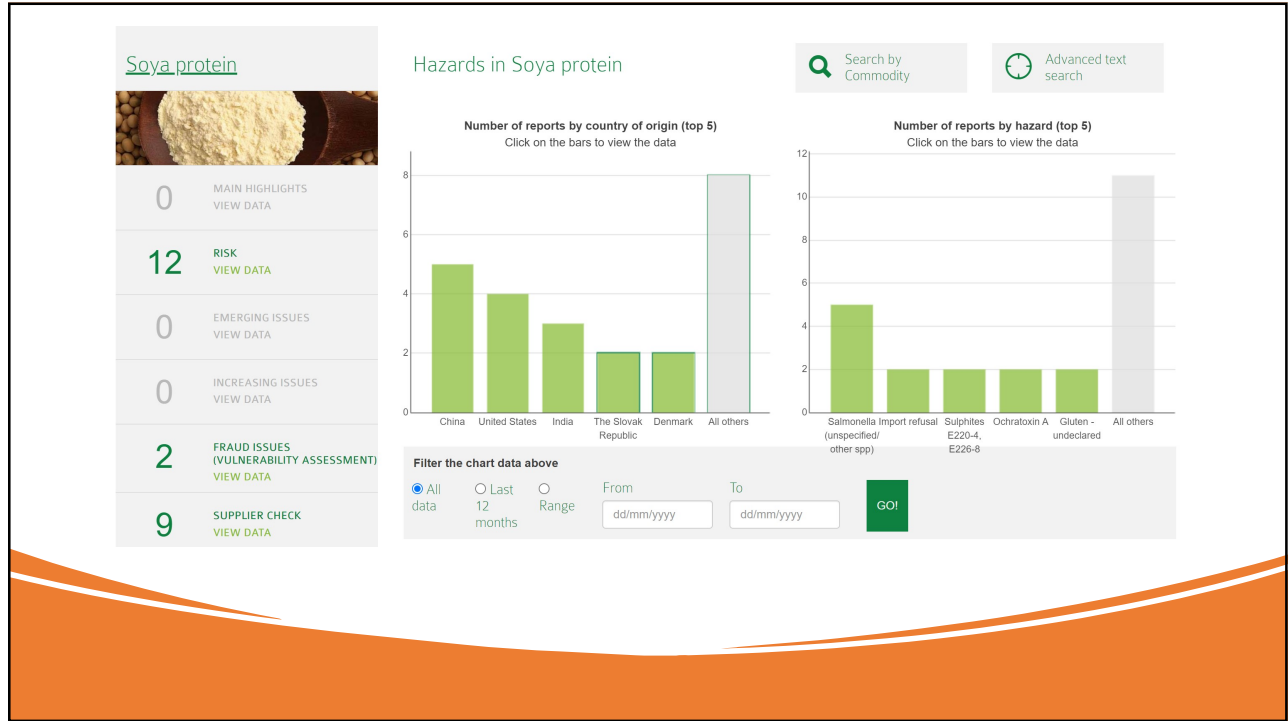 Soya protein
0
MAIN HIGHLIGHTS
VIEW DATA
12
RISK
VIEW DATA
0
EMERGING ISSUES
VIEW DATA
0
INCREASING ISSUES
VIEW DATA
2
FRAUD ISSUES
(VULNERABILITY ASSESSMENT)
VIEW DATA
9
SUPPLIER CHECK
VIEW DATA
Hazards in Soya protein
Search by
Commodity
Advanced text
search
Number of reports by country of origin (top 5)
Click on the bars to view the data
8
6
4
2
0
China
United States
India
The Slovak
Republic
Denmark
All others
Number of reports by hazard (top 5)
Click on the bars to view the data
12
10
8
6
4
2
0
Salmonella
(unspecified/
other spp)
Import refusal
Sulphites
E220-4,
E226-8
Ochratoxin A
Gluten -
undeclared
All others
Filter the chart data above
All
data
Last
12
months
Range
From
dd/mm/yyyy
To
dd/mm/yyyy
GO!